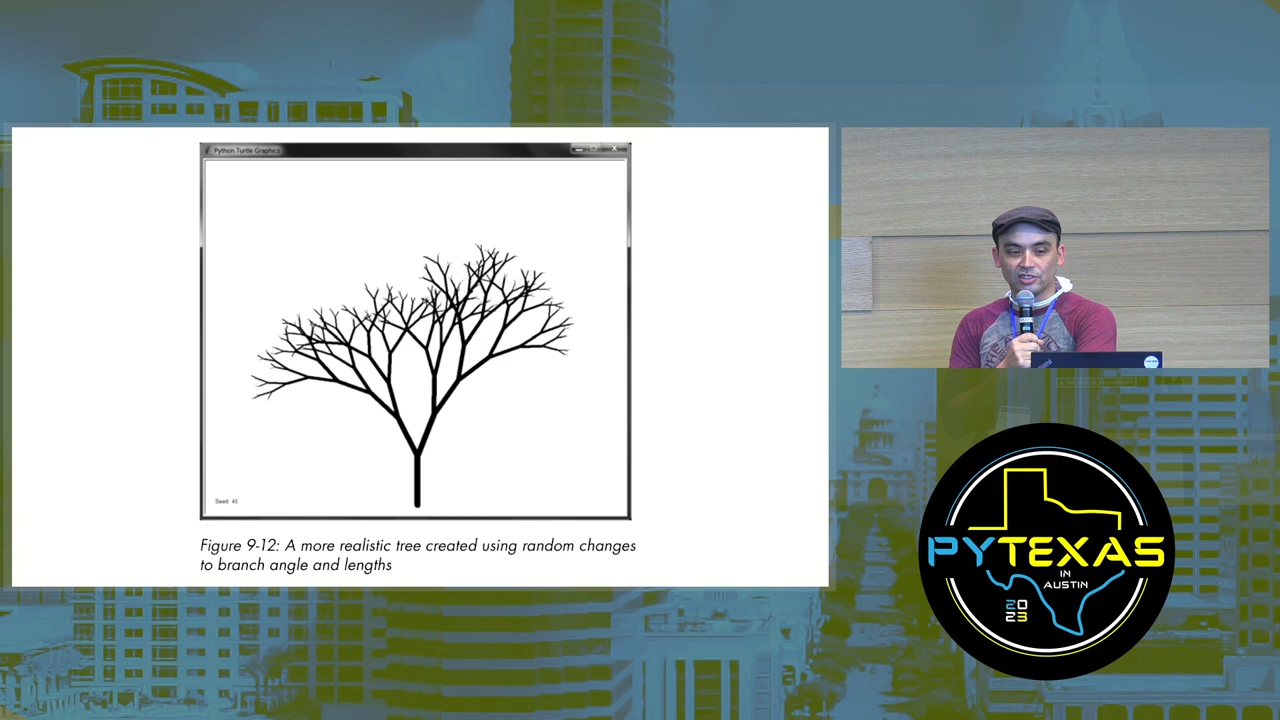 Python Turtle Graphics
Seed 45
Figure 9-12: A more realistic tree created using random changes
to branch angle and lengths
PYTEXAS
IN
AUSTIN
20
23